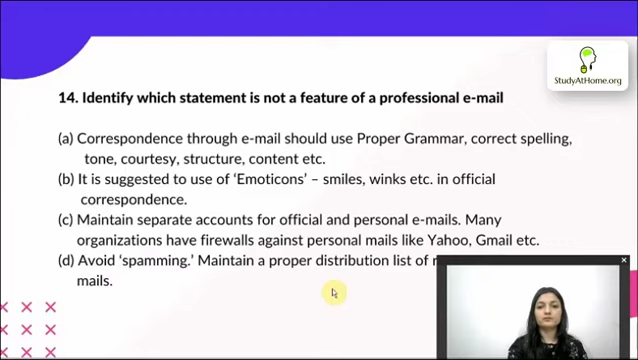 StudyAtHome.org
14. Identify which statement is not a feature of a professional e-mail
(a) Correspondence through e-mail should use Proper Grammar, correct spelling,
tone, courtesy, structure, content etc.
(b) It is suggested to use of ‘Emoticons’ – smiles, winks etc. in official
correspondence.
(c) Maintain separate accounts for official and personal e-mails. Many
organizations have firewalls against personal mails like Yahoo, Gmail etc.
(d) Avoid ‘spamming.’ Maintain a proper distribution list of
mails.